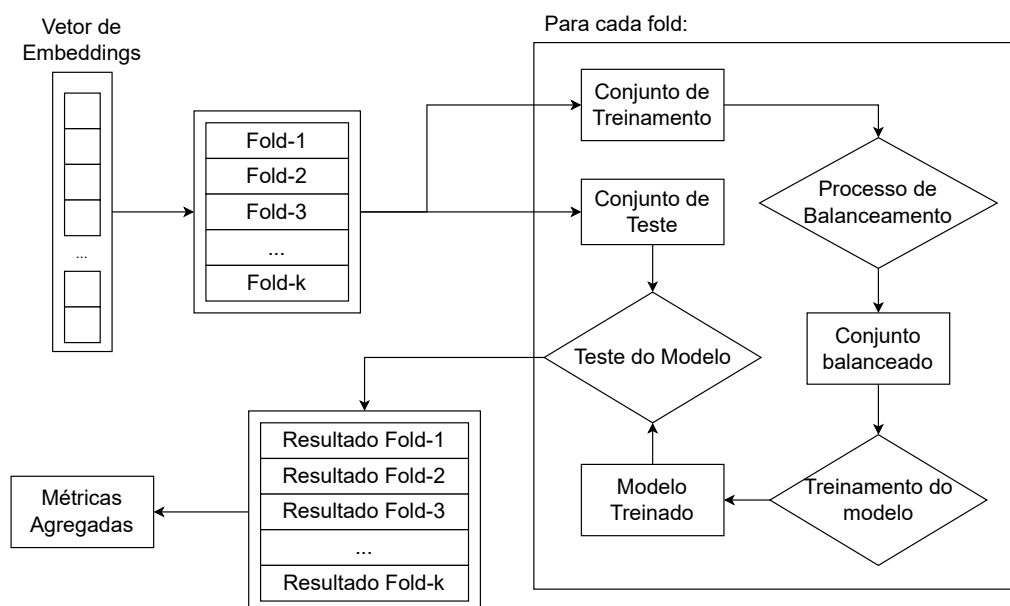 Vetor de
Embeddings
...
Fold-1
Fold-2
Fold-3
...
Fold-k
Para cada fold:
Conjunto de
Treinamento
Conjunto de
Teste
Processo de
Balanceamento
Conjunto
balanceado
Treinamento do
modelo
Modelo
Treinado
Teste do Modelo
Resultado Fold-1
Resultado Fold-2
Resultado Fold-3
...
Resultado Fold-k
Métricas
Agregadas